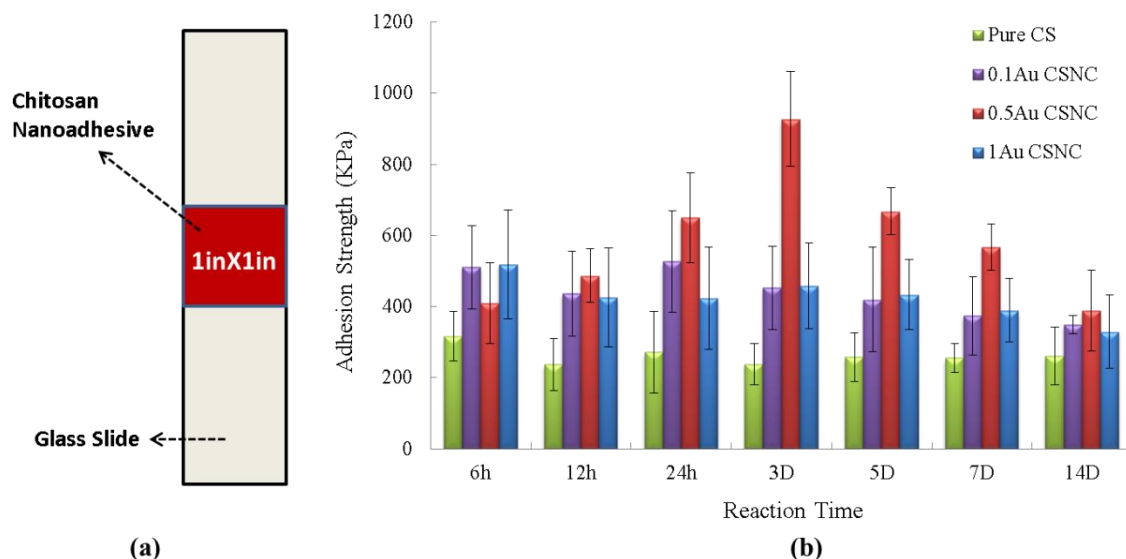 Chitosan
Nanoadhesive
1inX1in
Glass Slide
(a)
Adhesion Strength (KPa)
1200
1000
800
600
400
200
0
6h
12h
24h
3D
5D
7D
14D
Reaction Time
Pure CS
0.1Au CSNC
0.5Au CSNC
1Au CSNC
(b)